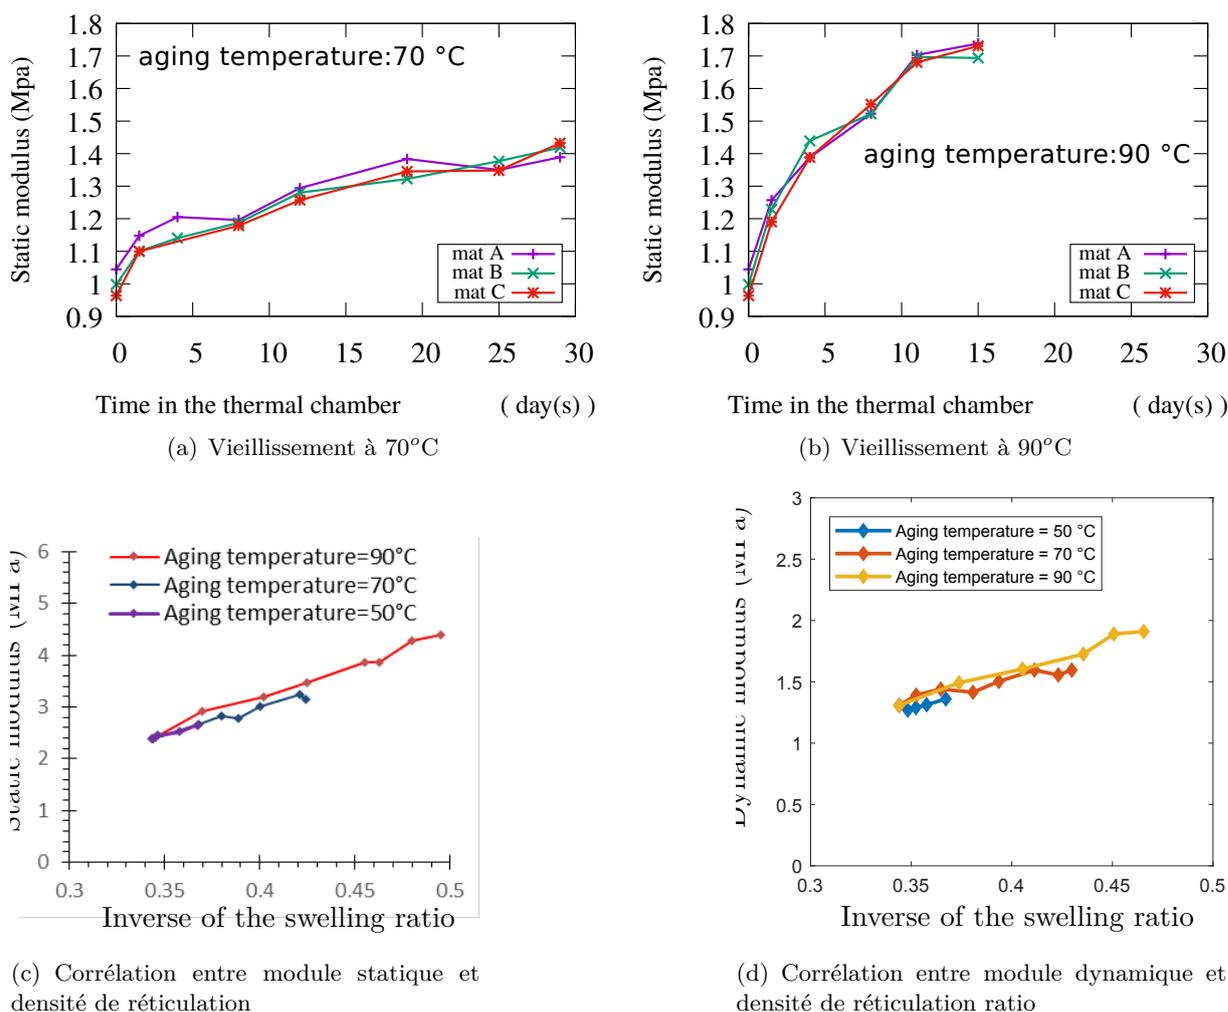 1.8
1.7
1.6
1.5
1.4
1.3
1.2
1.1
1
0.9
Static modulus (Mpa)
aging temperature:70 °C
mat A
mat B
mat C
0 5 10 15 20 25 30
Time in the thermal chamber ( day(s) )
(a) Vieillissement à 70°C
1.8
1.7
1.6
1.5
1.4
1.3
1.2
1.1
1
0.9
Static modulus (Mpa)
aging temperature:90 °C
mat A
mat B
mat C
0 5 10 15 20 25 30
Time in the thermal chamber ( day(s) )
(b) Vieillissement à 90°C
6
5
4
3
2
1
0
Static modulus (MPa)
Aging temperature=90°C
Aging temperature=70°C
Aging temperature=50°C
0.3 0.35 0.4 0.45 0.5
Inverse of the swelling ratio
(c) Corrélation entre module statique et
densité de réticulation
3
2.5
2
1.5
1
0.5
0
Dynamic modulus (MPa)
Aging temperature = 50 °C
Aging temperature = 70 °C
Aging temperature = 90 °C
0.3 0.35 0.4 0.45 0.5
Inverse of the swelling ratio
(d) Corrélation entre module dynamique et
densité de réticulation ratio